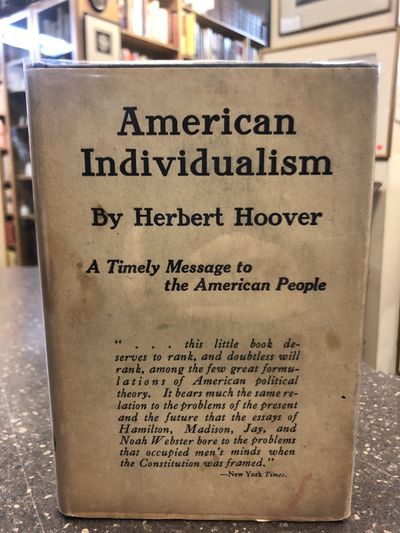 American
Individualism
By Herbert Hoover
A Timely Message to
the American People
" . . . this little book de-
serves to rank, and doubtless will
rank, among the few great formu-
lations of American political
theory. It bears much the same re-
lation to the problems of the present
and the future that the essays of
Hamilton, Madison, Jay, and
Noah Webster bore to the problems
that occupied men's minds when
the Constitution was framed."
—New York Times.